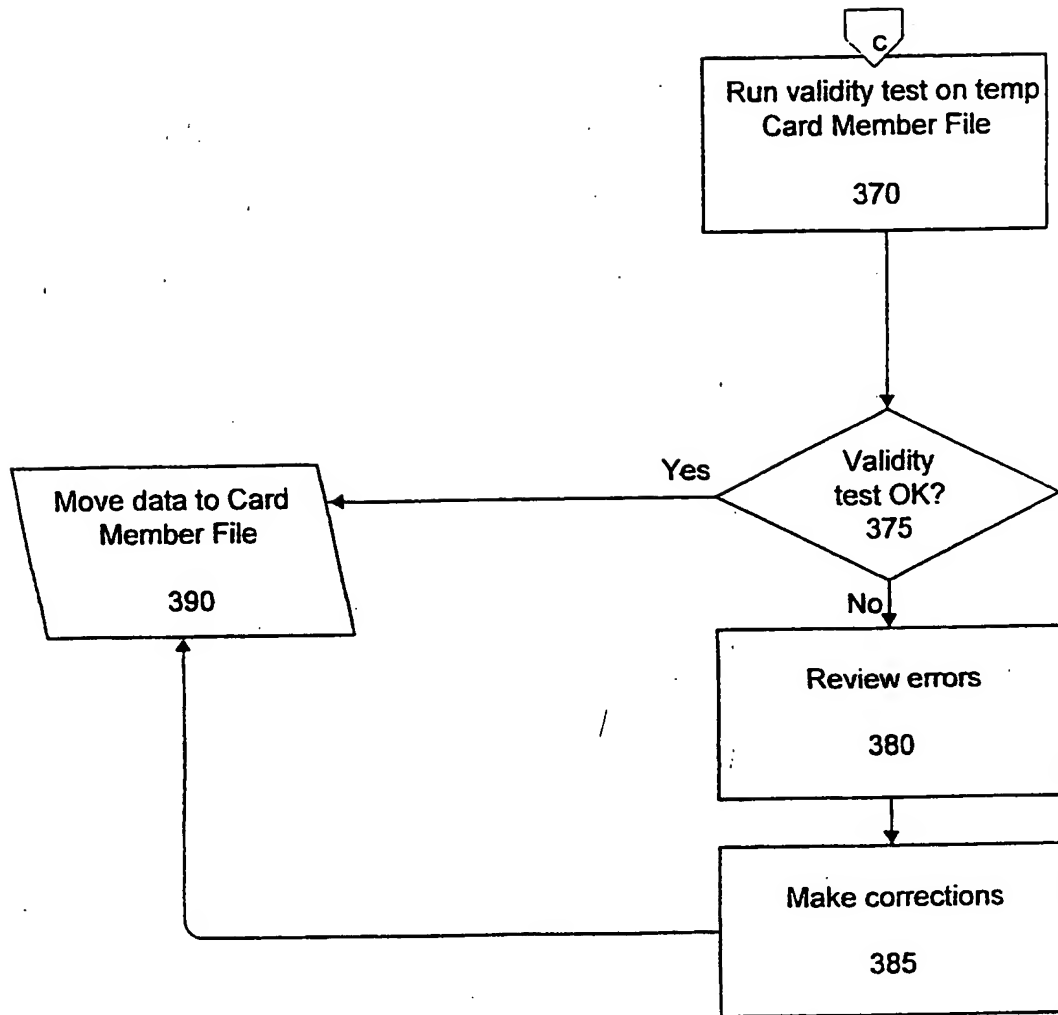 C
Run validity test on temp
Card Member File
370
Yes
Validity
test OK?
375
Move data to Card
Member File
390
No
Review errors
380
Make corrections
385